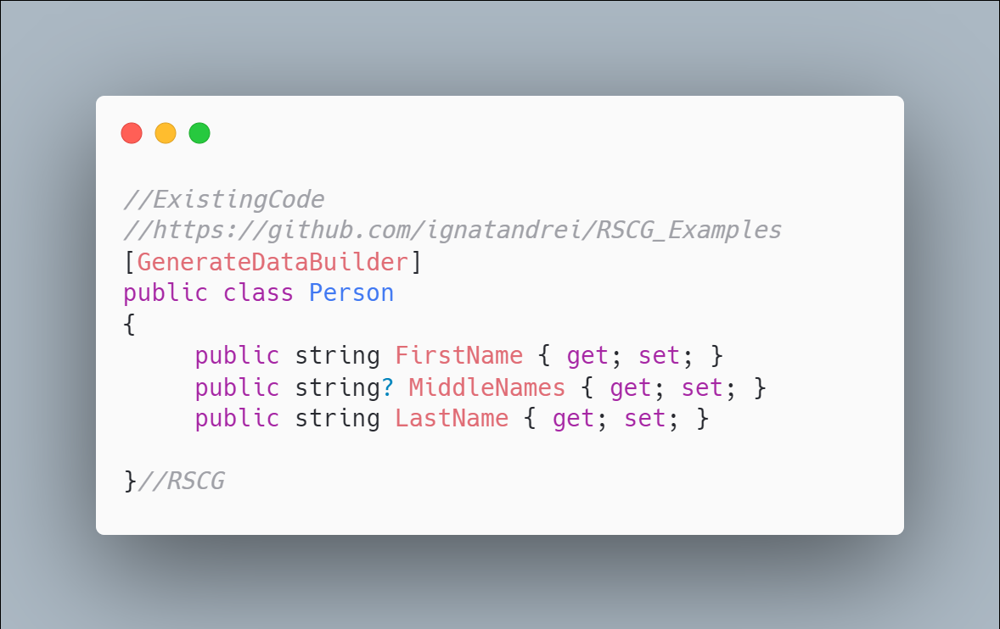 //ExistingCode
//https://github.com/ignatandrei/RSCG_Examples
[GenerateDataBuilder]
public class Person
{
     public string FirstName { get; set; }
     public string? MiddleNames { get; set; }
     public string LastName { get; set; }
}//RSCG